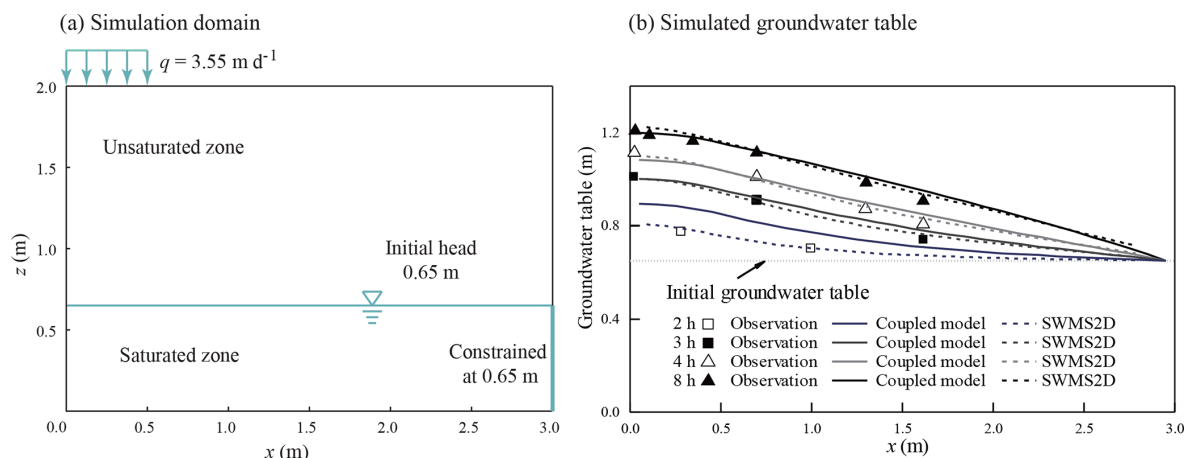 (a) Simulation domain
q = 3.55 m d-1
2.0
Unsaturated zone
1.5
z (m)
1.0
Initial head
0.65 m
0.5
Saturated zone
Constrained
at 0.65 m
0.0 0.5 1.0 1.5 2.0 2.5 3.0
x (m)
(b) Simulated groundwater table
Groundwater table (m)
1.2
0.8
0.4
0.0
Initial groundwater table
2 h Observation Coupled model SWMS2D
3 h Observation Coupled model SWMS2D
4 h Observation Coupled model SWMS2D
8 h Observation Coupled model SWMS2D
0.0 0.5 1.0 1.5 2.0 2.5 3.0
x (m)